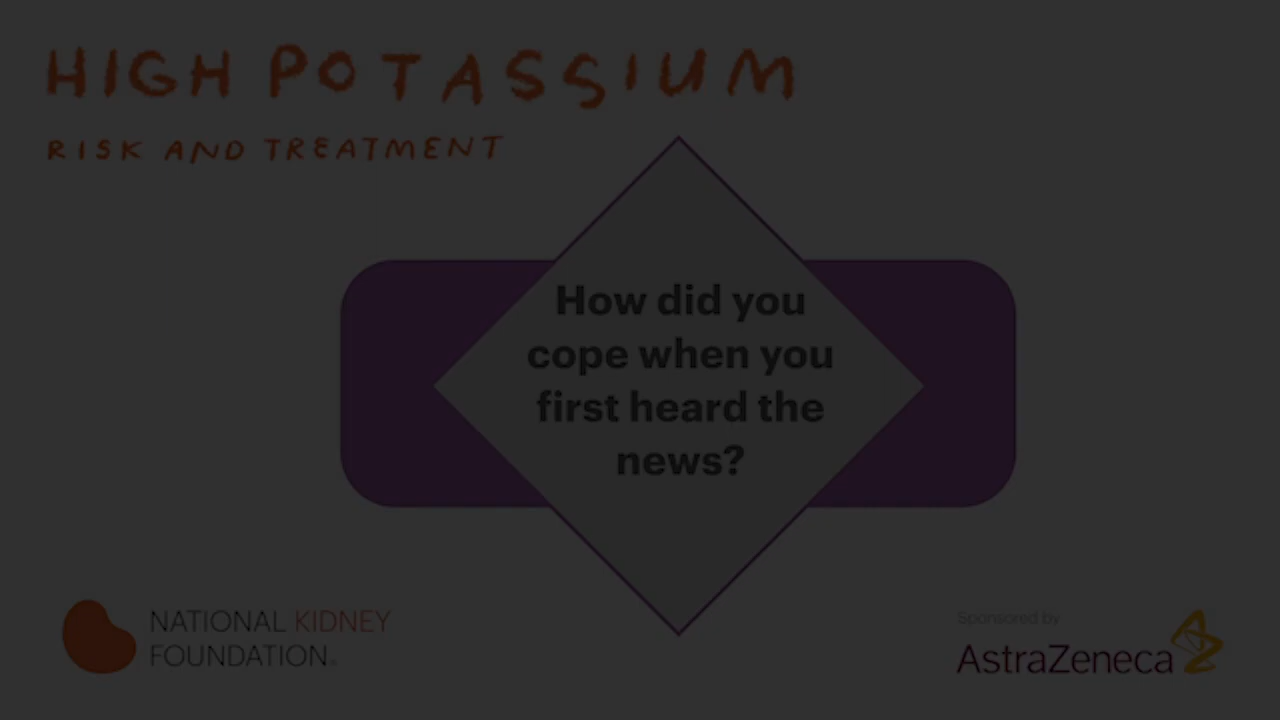 HIGH POTASSIUM
RISK AND TREATMENT
How did you
cope when you
first heard the
news?
NATIONAL KIDNEY
FOUNDATION®
Sponsored by
AstraZeneca